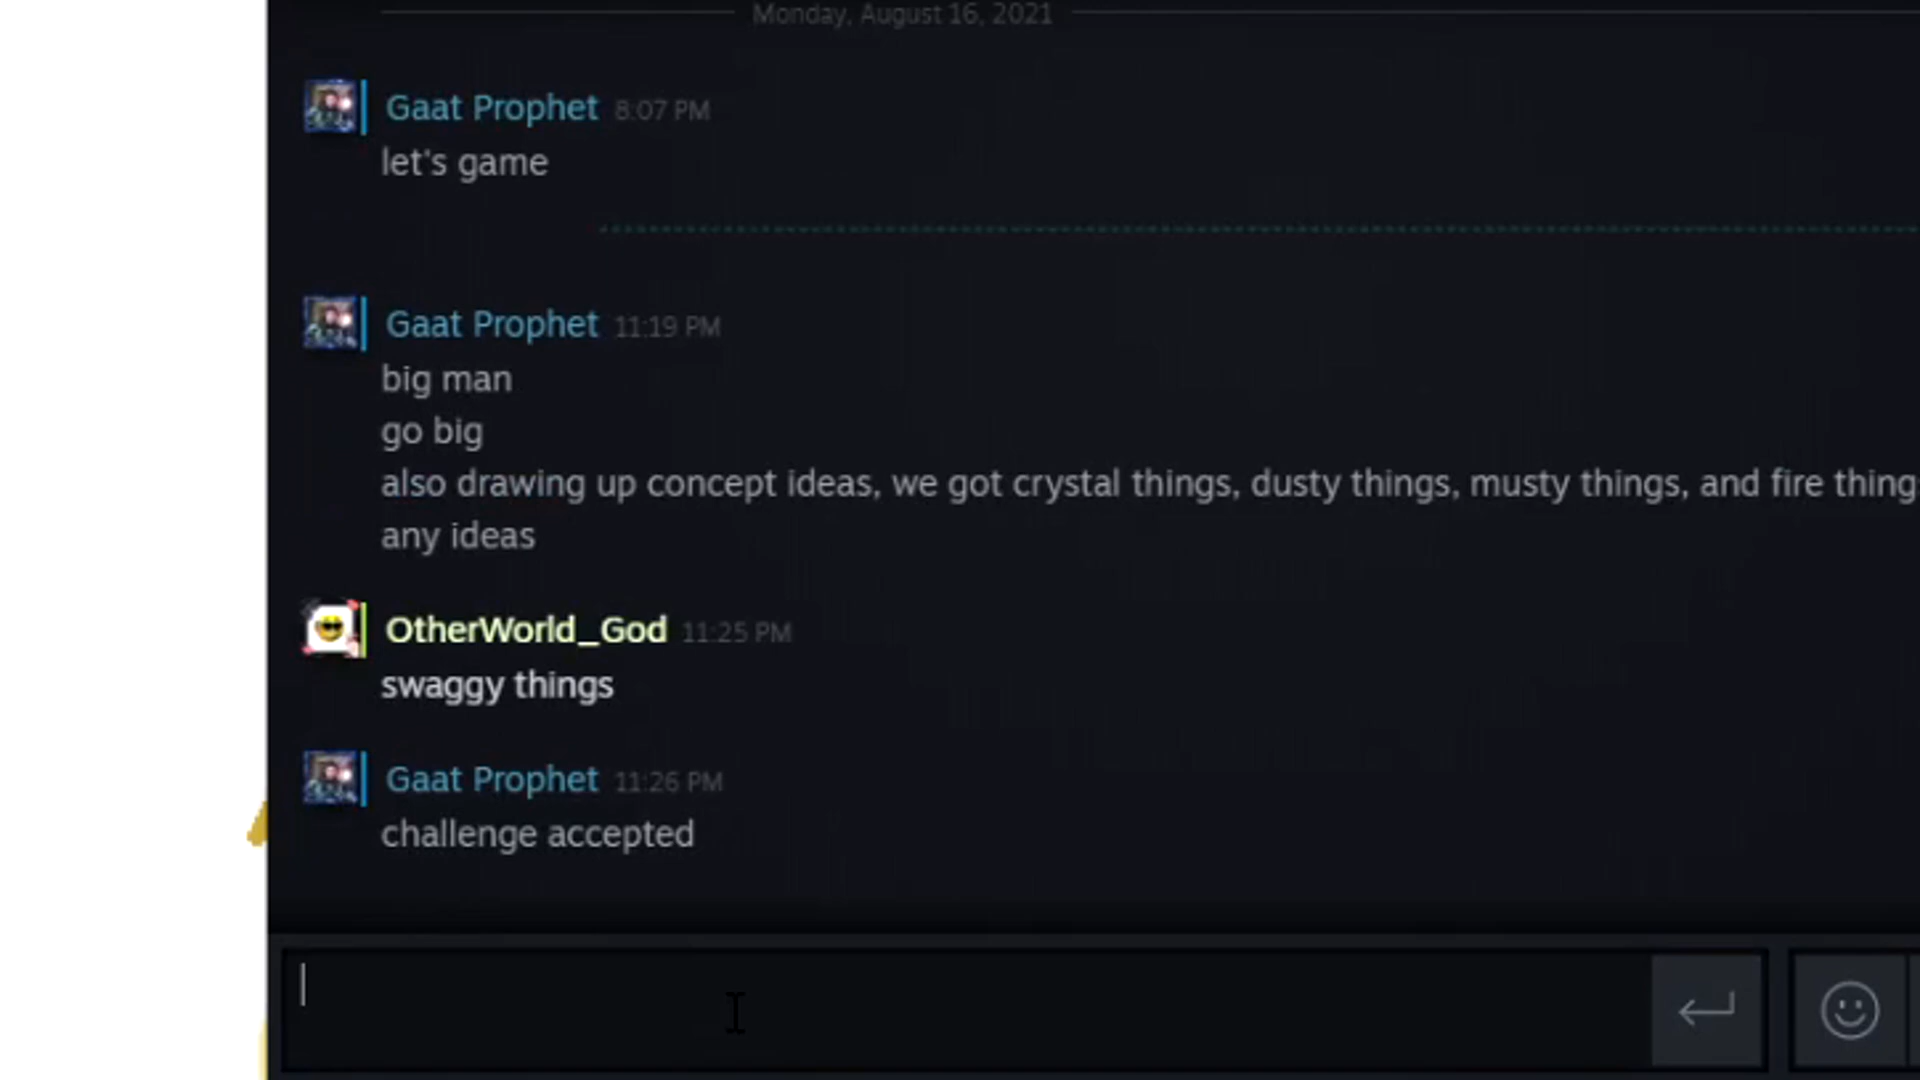 Monday, August 16, 2021
Gaat Prophet 8:07 PM
let's game
Gaat Prophet 11:19 PM
big man
go big
also drawing up concept ideas, we got crystal things, dusty things, musty things, and fire thing
any ideas
OtherWorld_God 11:25 PM
swaggy things
Gaat Prophet 11:26 PM
challenge accepted